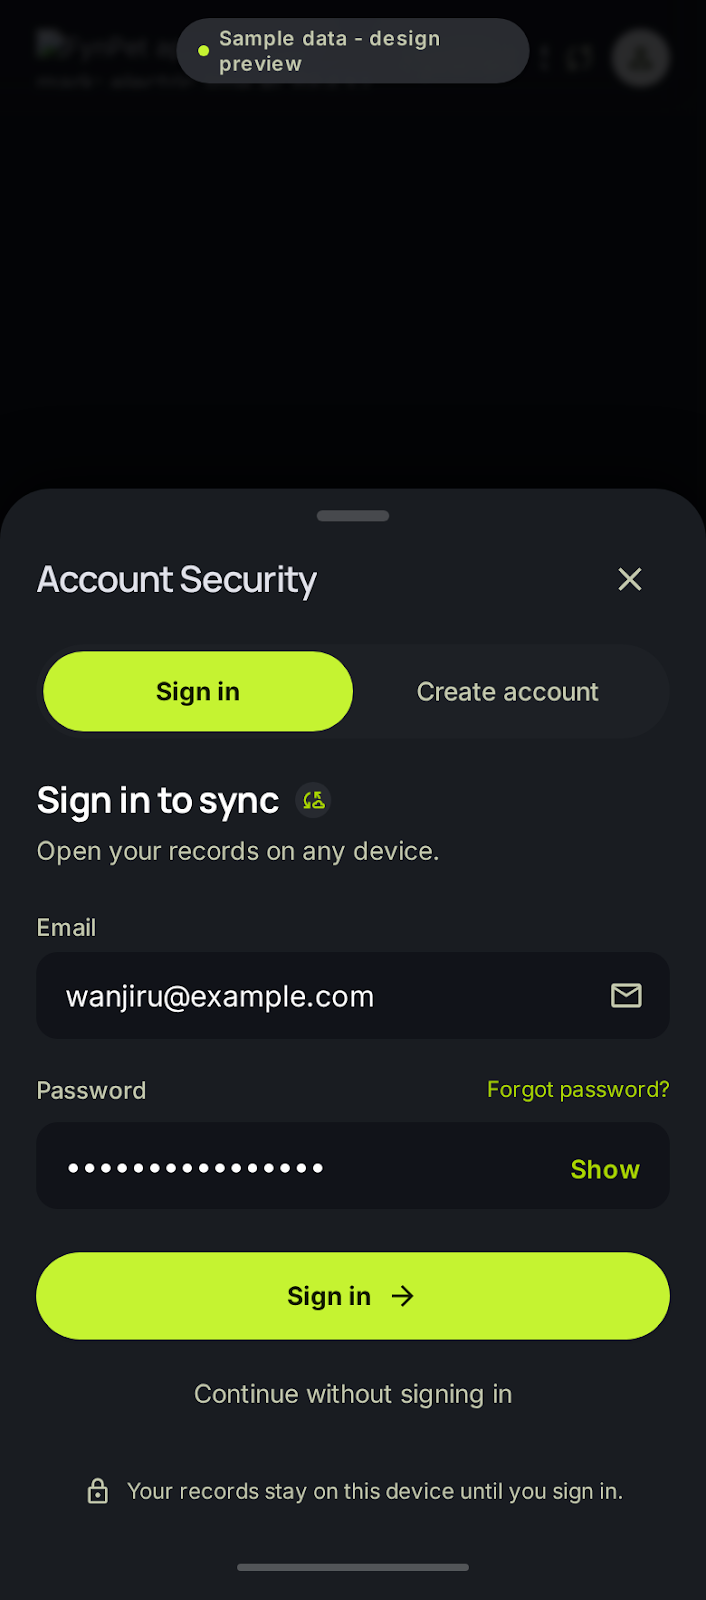 Sample data - design
preview
Account Security
Sign in
Create account
Sign in to sync
Open your records on any device.
Email
wanjiru@example.com
Password
Forgot password?
Show
Sign in
Continue without signing in
Your records stay on this device until you sign in.